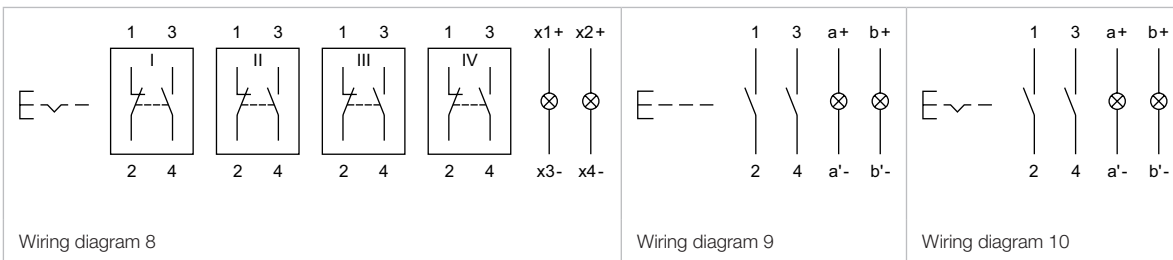 1 3 1 3 1 3 1 3 x1+ x2+ 1 3 a+ b+ 1 3 a+ b+
I II III IV
2 4 2 4 2 4 2 4 x3- x4- 2 4 a'- b'- 2 4 a'- b'-
Wiring diagram 8 Wiring diagram 9 Wiring diagram 10